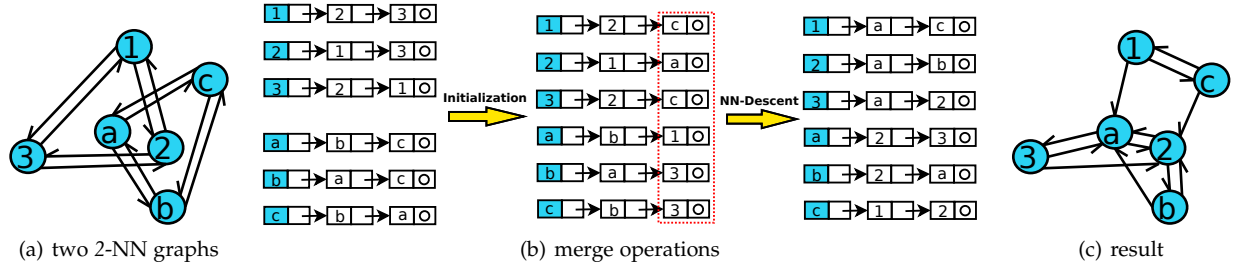 1
c
a
2
3
b
(a) two 2-NN graphs
1 2 3
2 1 3
3 2 1
a b c
b a c
c b a
Initialization
1 2 c
2 1 a
3 2 c
a b 1
b a 3
c b 3
NN-Descent
1 a c
2 a b
3 a 2
a 2 3
b 2 a
c 1 2
(b) merge operations
1
c
a
2
3
b
(c) result